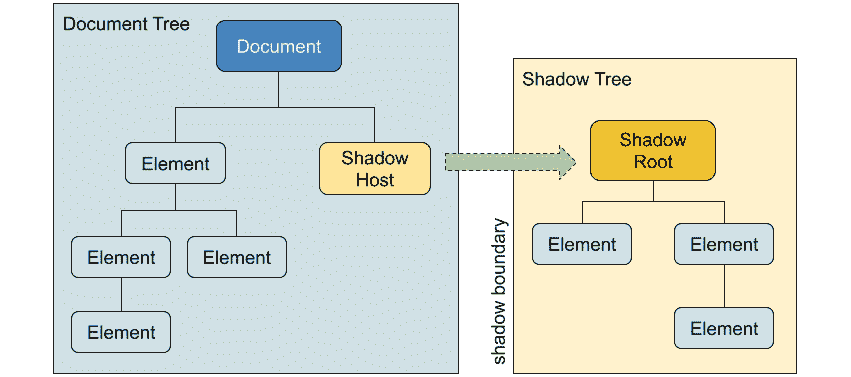 Document Tree
Document
Element
Shadow
Host
Element
Element
Element
shadow boundary
Shadow Tree
Shadow
Root
Element
Element
Element